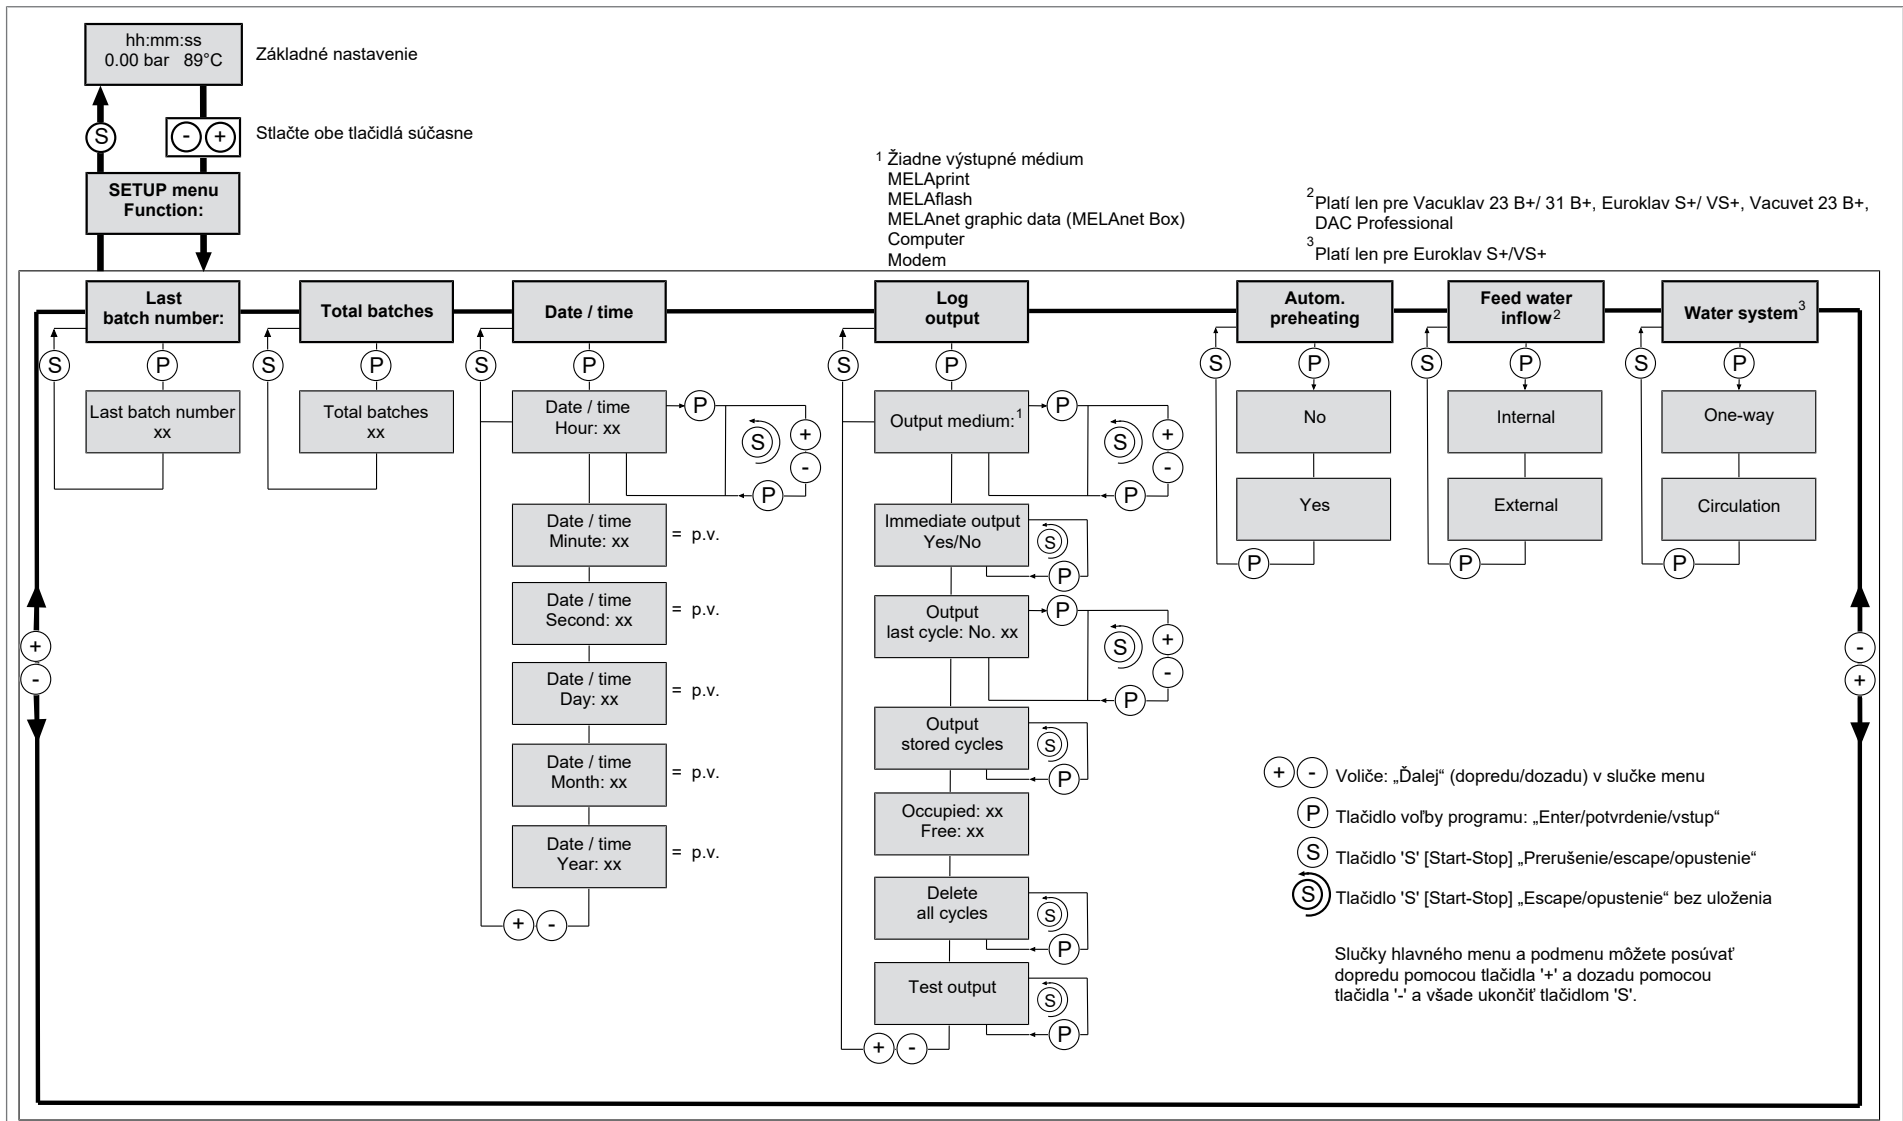 hh:mm:ss
0.00 bar 89°C
Základné nastavenie
S
- +
Stlačte obe tlačidlá súčasne
SETUP menu
Function:
1 Žiadne výstupné médium
MELAprint
MELAflash
MELAnet graphic data (MELAnet Box)
Computer
Modem
2 Platí len pre Vacuklav 23 B+/ 31 B+, Euroklav S+/ VS+, Vacuvet 23 B+,
DAC Professional
3 Platí len pre Euroklav S+/VS+
Last
batch number:
S
P
Last batch number
xx
Total batches
S
P
Total batches
xx
Date / time
S
P
Date / time
Hour: xx
P
S
+
-
P
Date / time
Minute: xx
= p.v.
Date / time
Second: xx
= p.v.
Date / time
Day: xx
= p.v.
Date / time
Month: xx
= p.v.
Date / time
Year: xx
= p.v.
+ -
Log
output
S
P
Output medium:1
P
S
+
-
P
Immediate output
Yes/No
S
P
Output
last cycle: No. xx
P
S
+
-
P
Output
stored cycles
S
P
Occupied: xx
Free: xx
Delete
all cycles
S
P
Test output
S
P
+ -
Autom.
preheating
S
P
No
Yes
P
Feed water
inflow2
S
P
Internal
External
P
Water system3
S
P
One-way
Circulation
P
+
-
-
+
+ - Voliče: „Ďalej“ (dopredu/dozadu) v slučke menu
P Tlačidlo voľby programu: „Enter/potvrdenie/vstup“
S Tlačidlo 'S' [Start-Stop] „Prerušenie/escape/opustenie“
S Tlačidlo 'S' [Start-Stop] „Escape/opustenie“ bez uloženia
Slučky hlavného menu a podmenu môžete posúvať
dopredu pomocou tlačidla '+' a dozadu pomocou
tlačidla '-' a všade ukončiť tlačidlom 'S'.